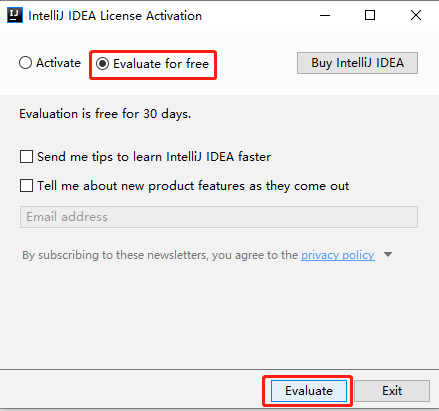 IJ IntelliJ IDEA License Activation
Activate Evaluate for free Buy IntelliJ IDEA
Evaluation is free for 30 days.
Send me tips to learn IntelliJ IDEA faster
Tell me about new product features as they come out
Email address
By subscribing to these newsletters, you agree to the privacy policy
Evaluate Exit